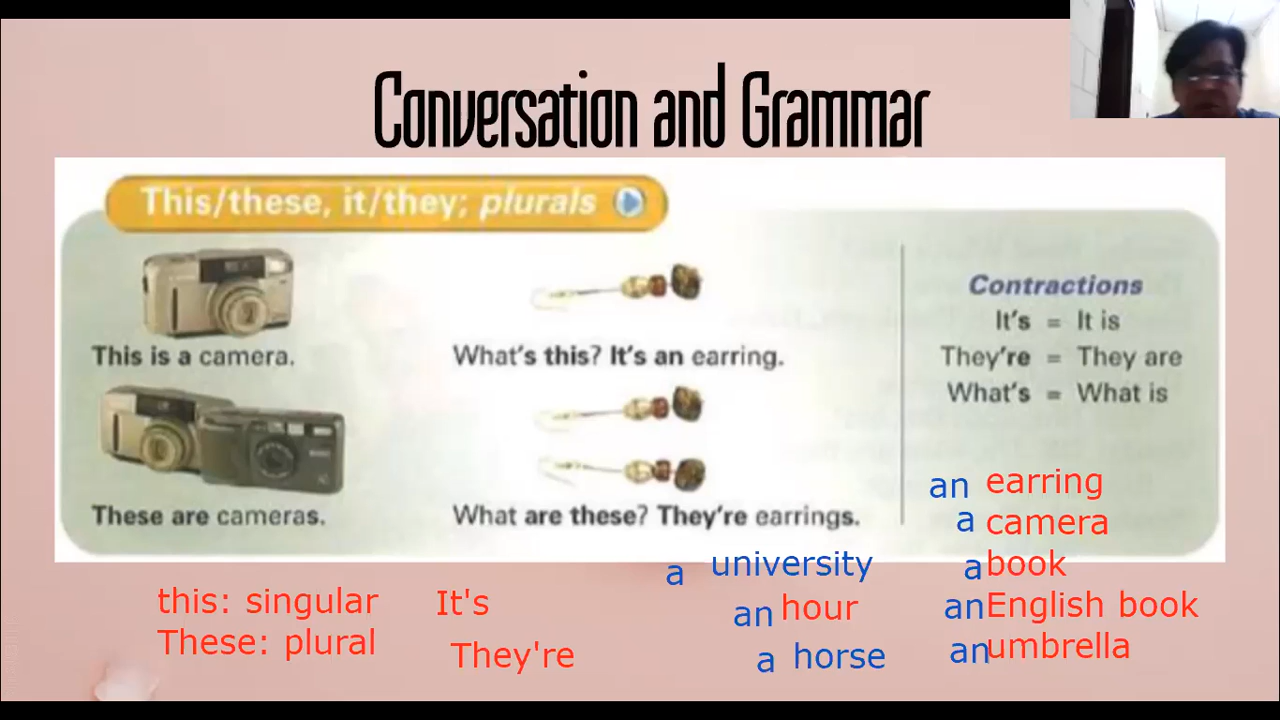 Conversation and Grammar
This/these, it/they; plurals
This is a camera.
What's this? It's an earring.
These are cameras.
What are these? They're earrings.
Contractions
It's = It is
They're = They are
What's = What is
an earring
a camera
a book
an English book
an umbrella
a university
an hour
a horse
this: singular
These: plural
It's
They're